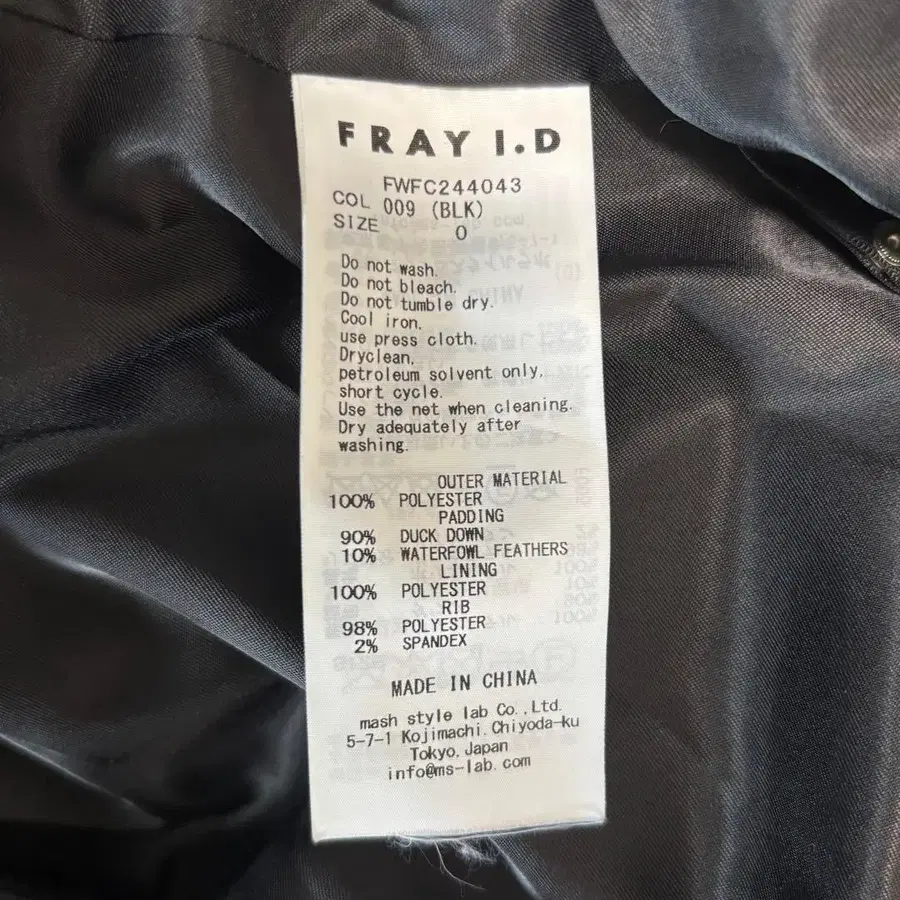 FRAY I.D
FWFC244043
COL 009 (BLK)
SIZE 0
Do not wash.
Do not bleach.
Do not tumble dry.
Cool iron.
use press cloth.
Dryclean.
petroleum solvent only.
short cycle.
Use the net when cleaning.
Dry adequately after
washing.
OUTER MATERIAL
100% POLYESTER
PADDING
90% DUCK DOWN
10% WATERFOWL FEATHERS
LINING
100% POLYESTER
RIB
98% POLYESTER
2% SPANDEX
MADE IN CHINA
mash style lab Co.,Ltd.
5-7-1 Kojimachi.Chiyoda-ku
Tokyo.Japan
info@ms-lab.com